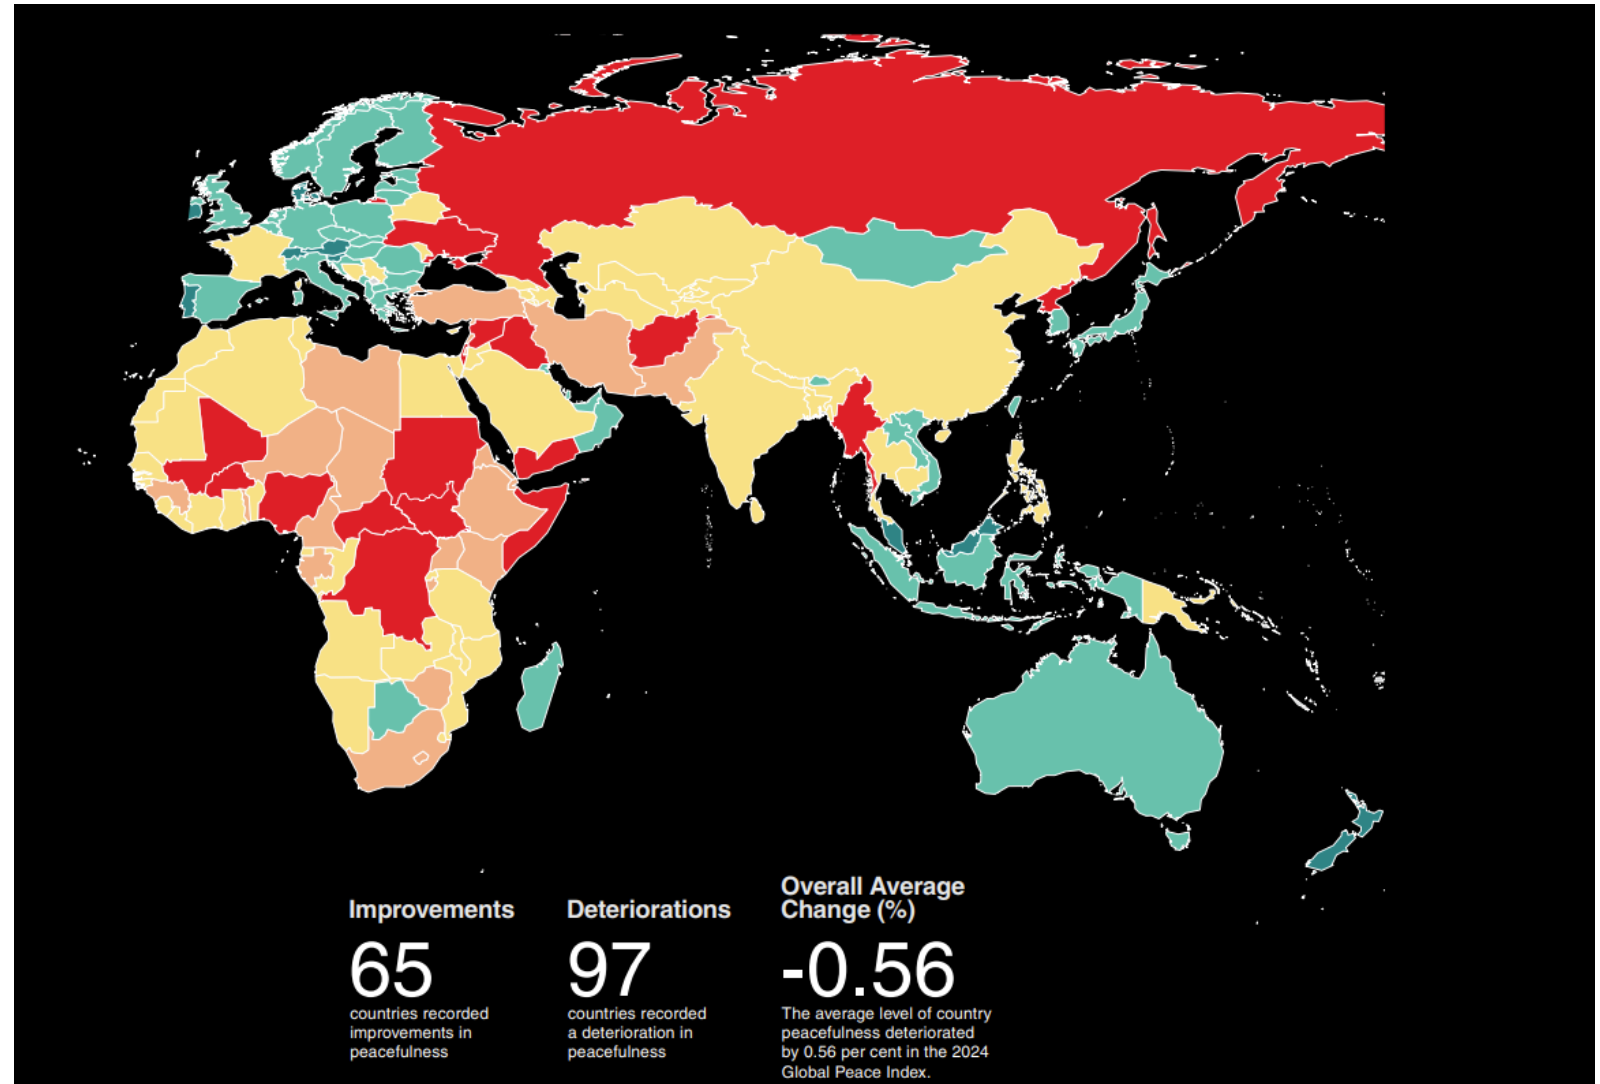 Improvements
65
countries recorded
improvements in
peacefulness
Deteriorations
97
countries recorded
a deterioration in
peacefulness
Overall Average
Change (%)
-0.56
The average level of country
peacefulness deteriorated
by 0.56 per cent in the 2024
Global Peace Index.